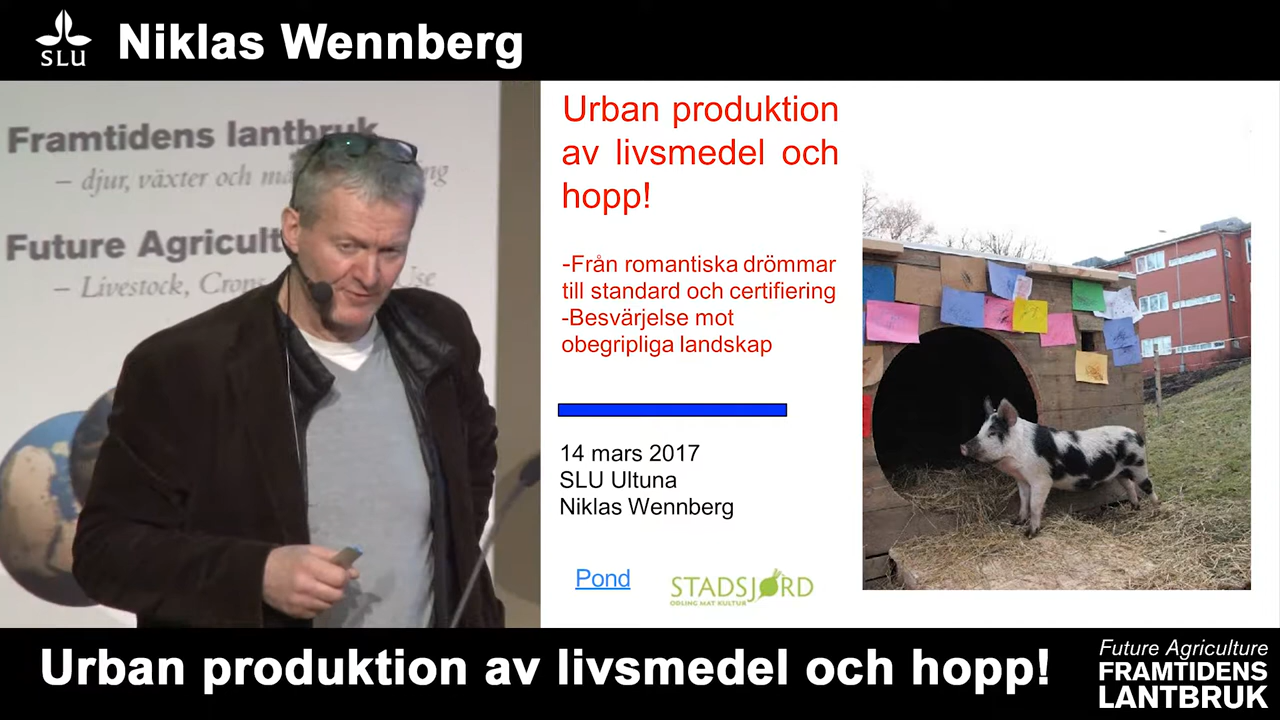 SLU
Niklas Wennberg
Framtidens lantbruk
– djur, växter och
Future
– Livestock, Crops
Use
Urban produktion
av livsmedel och
hopp!
-Från romantiska drömmar
till standard och certifiering
-Besvärjelse mot
obegripliga landskap
14 mars 2017
SLU Ultuna
Niklas Wennberg
Pond
STADSJORD
ODLING MAT KULTUR
Urban produktion av livsmedel och hopp!
Future Agriculture
FRAMTIDENS
LANTBRUK